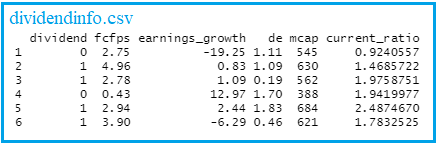 dividendinfo.csv
dividend fcfps earnings_growth de mcap current_ratio
1 0 2.75 -19.25 1.11 545 0.9240557
2 1 4.96 0.83 1.09 630 1.4685722
3 1 2.78 1.09 0.19 562 1.9758751
4 0 0.43 12.97 1.70 388 1.9419977
5 1 2.94 2.44 1.83 684 2.4874670
6 1 3.90 -6.29 0.46 621 1.7832525